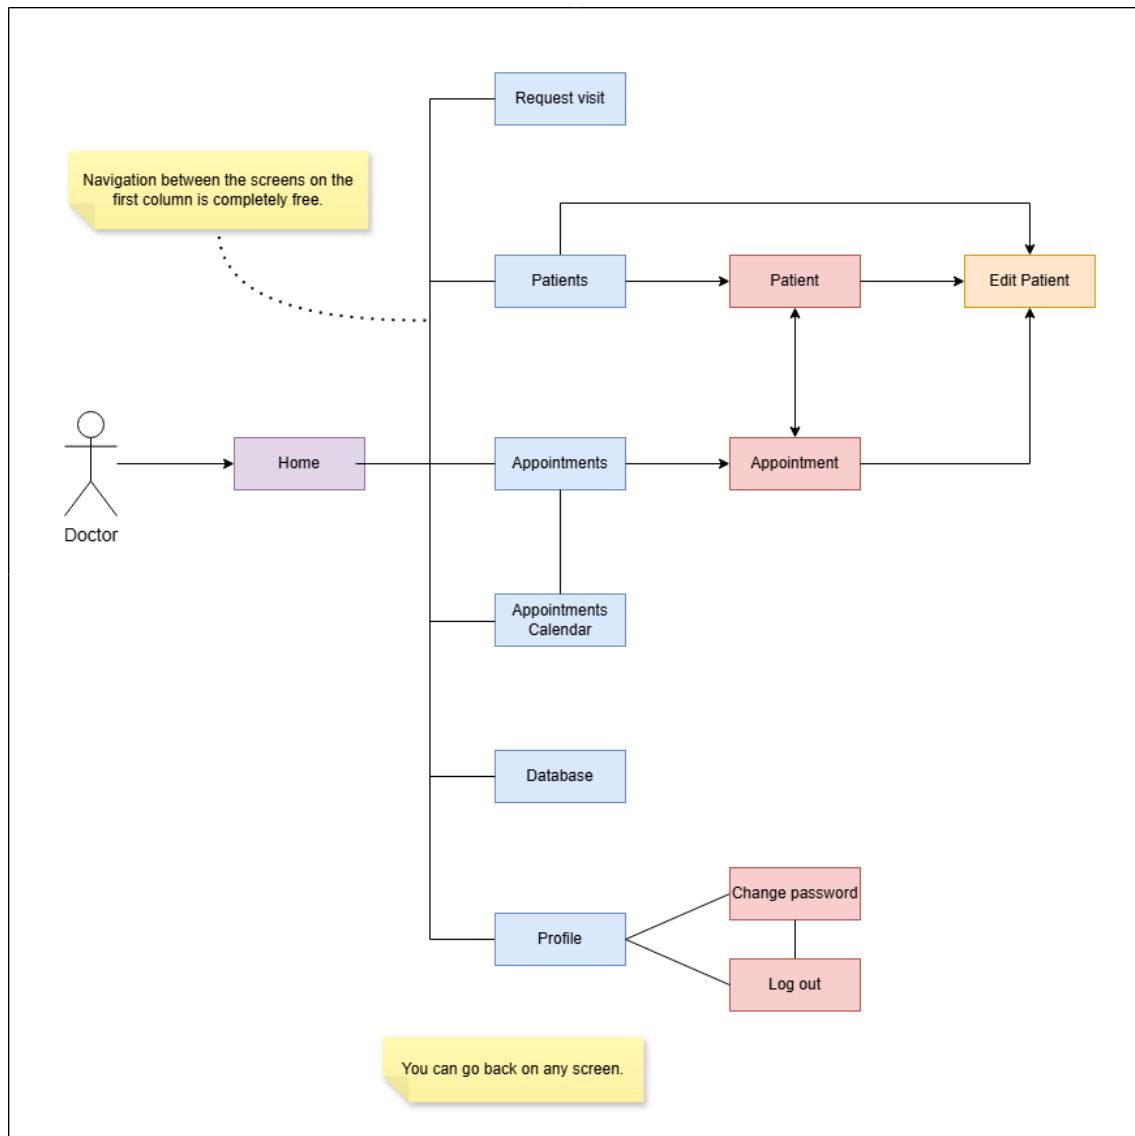 Request visit
Navigation between the screens on the
first column is completely free.
Patients
Patient
Edit Patient
Home
Appointments
Appointment
Doctor
Appointments
Calendar
Database
Change password
Profile
Log out
You can go back on any screen.